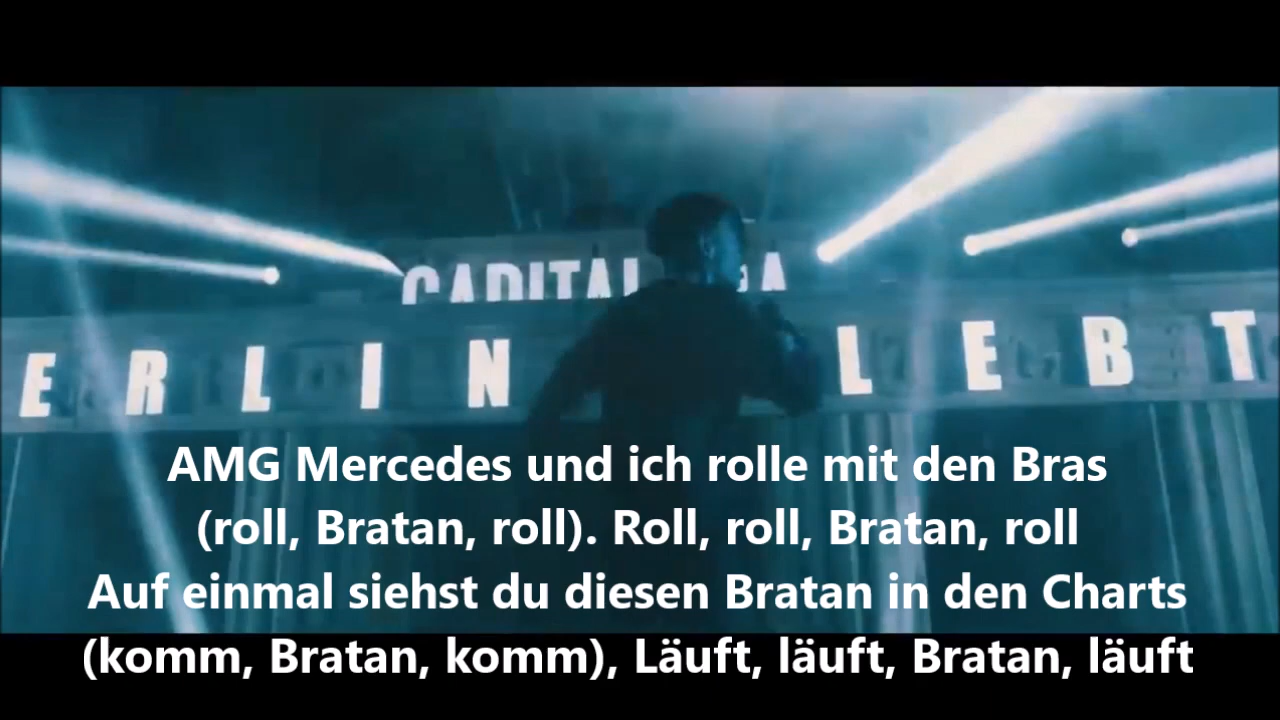 CAPITAL
ERLIN LEBT
AMG Mercedes und ich rolle mit den Bras
(roll, Bratan, roll). Roll, roll, Bratan, roll
Auf einmal siehst du diesen Bratan in den Charts
(komm, Bratan, komm), Läuft, läuft, Bratan, läuft